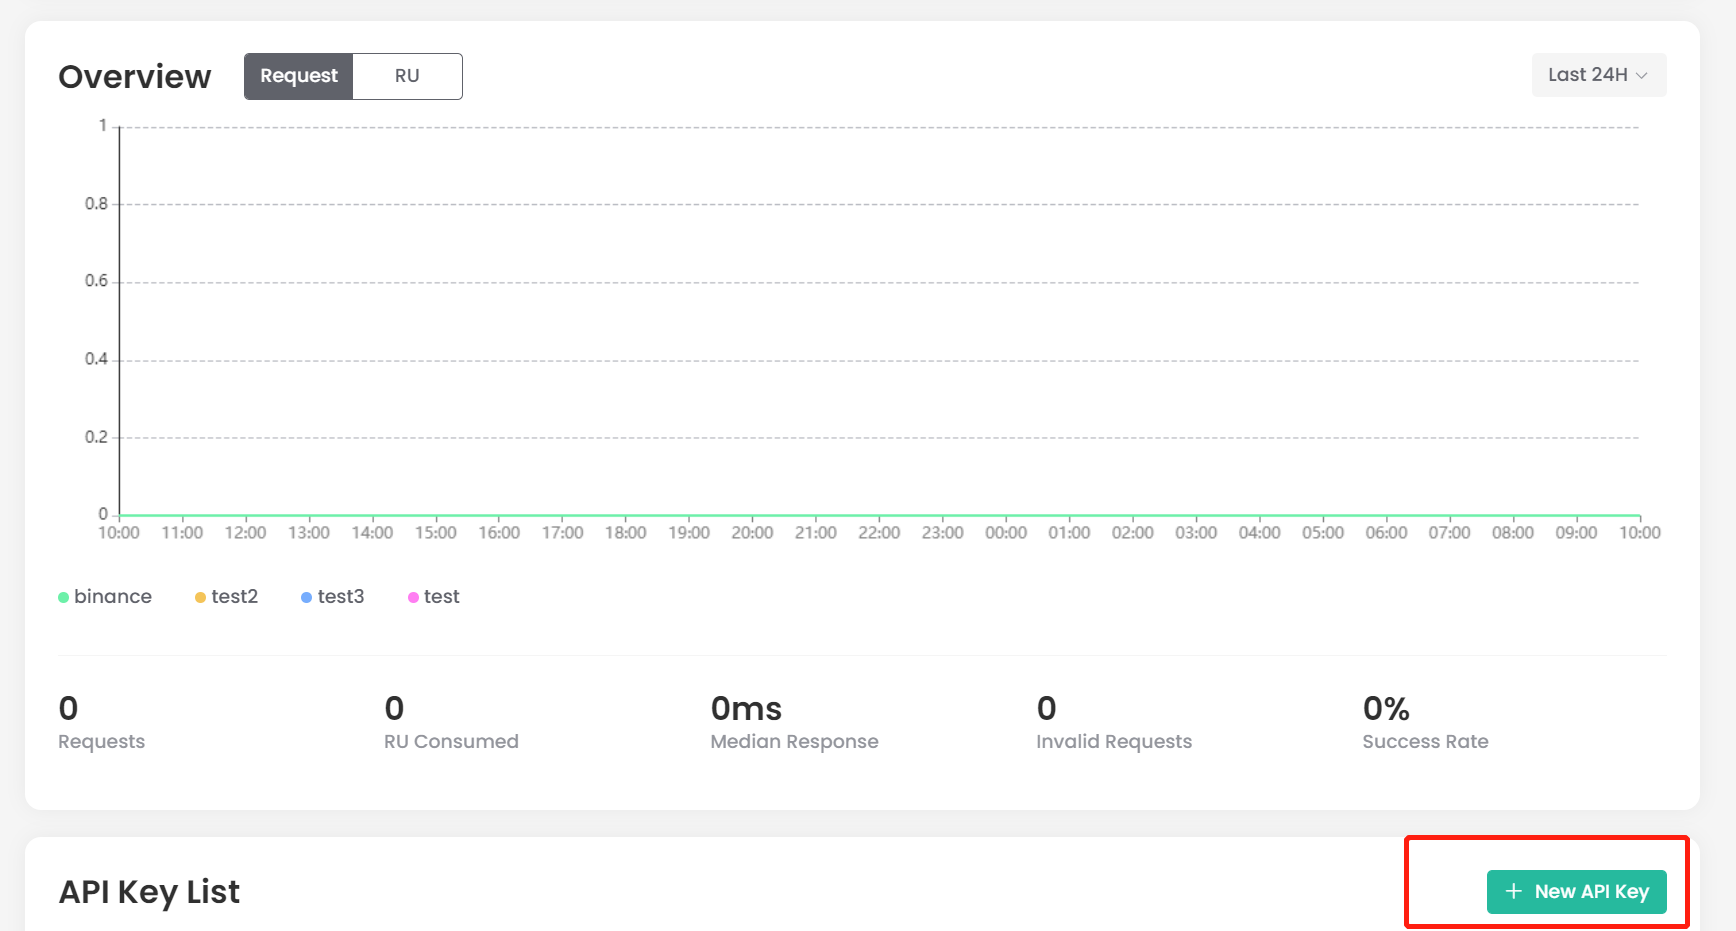 Overview
Request
RU
Last 24H
1
0.8
0.6
0.4
0.2
0
10:00 11:00 12:00 13:00 14:00 15:00 16:00 17:00 18:00 19:00 20:00 21:00 22:00 23:00 00:00 01:00 02:00 03:00 04:00 05:00 06:00 07:00 08:00 09:00 10:00
binance test2 test3 test
0
Requests
0
RU Consumed
0ms
Median Response
0
Invalid Requests
0%
Success Rate
API Key List
+ New API Key